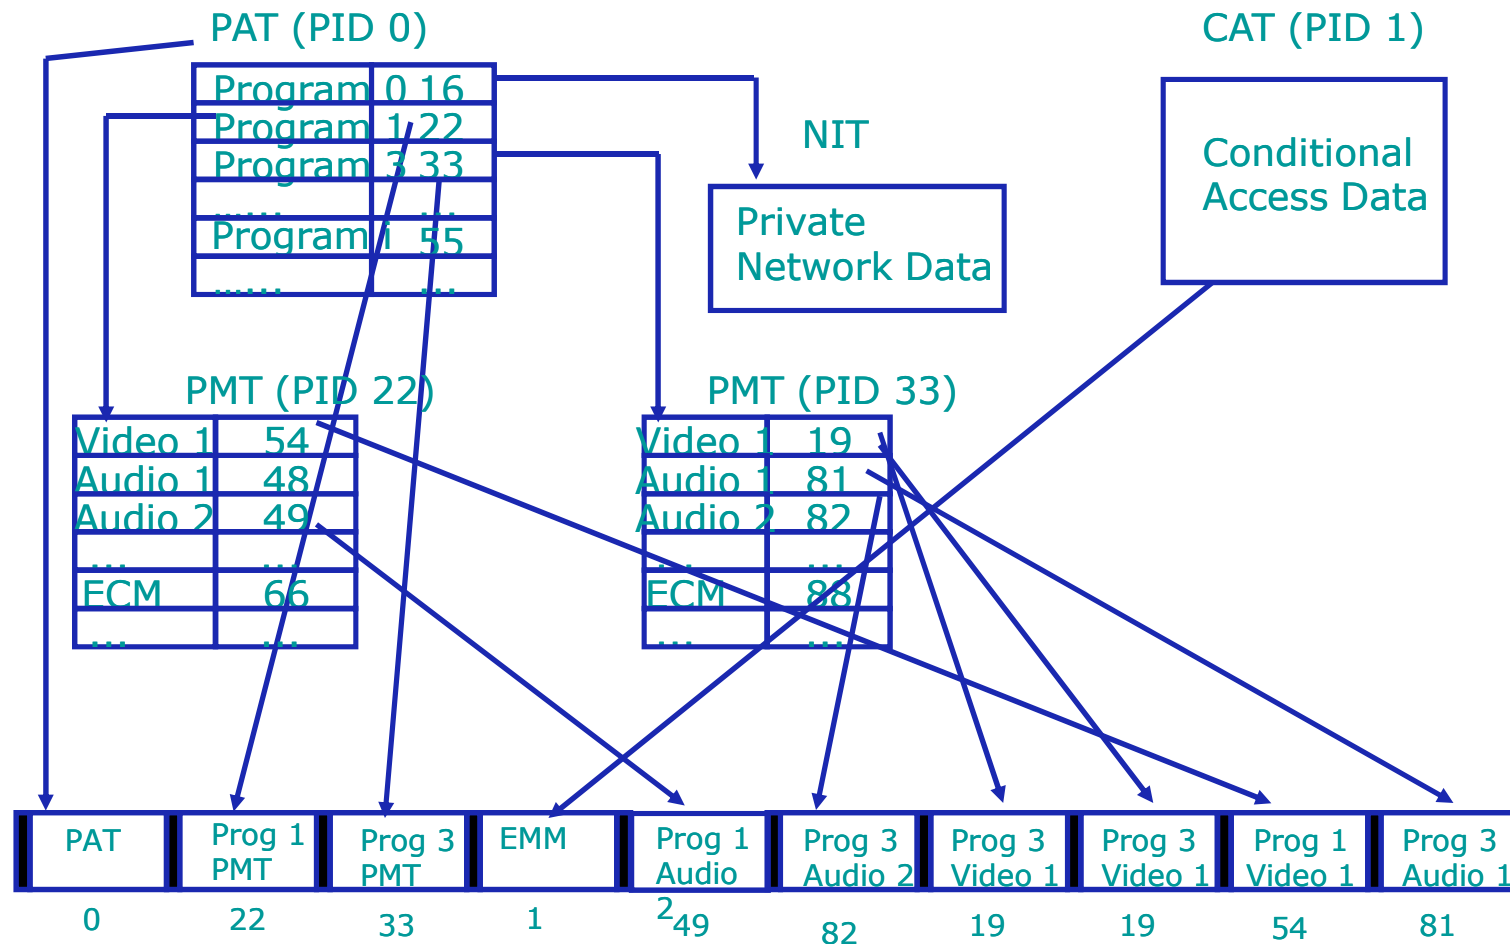 PAT (PID 0)
CAT (PID 1)
Program 0 16
Program 1 22
Program 3 33
...... ...
Program i 55
...... ...
NIT
Private
Network Data
Conditional
Access Data
PMT (PID 22)
Video 1 54
Audio 1 48
Audio 2 49
... ...
ECM 66
... ...
PMT (PID 33)
Video 1 19
Audio 1 81
Audio 2 82
... ...
ECM 88
... ...
PAT
Prog 1
PMT
Prog 3
PMT
EMM
Prog 1
Audio
2
Prog 3
Audio 2
Prog 3
Video 1
Prog 3
Video 1
Prog 1
Video 1
Prog 3
Audio 1
0 22 33 1 49 82 19 19 54 81